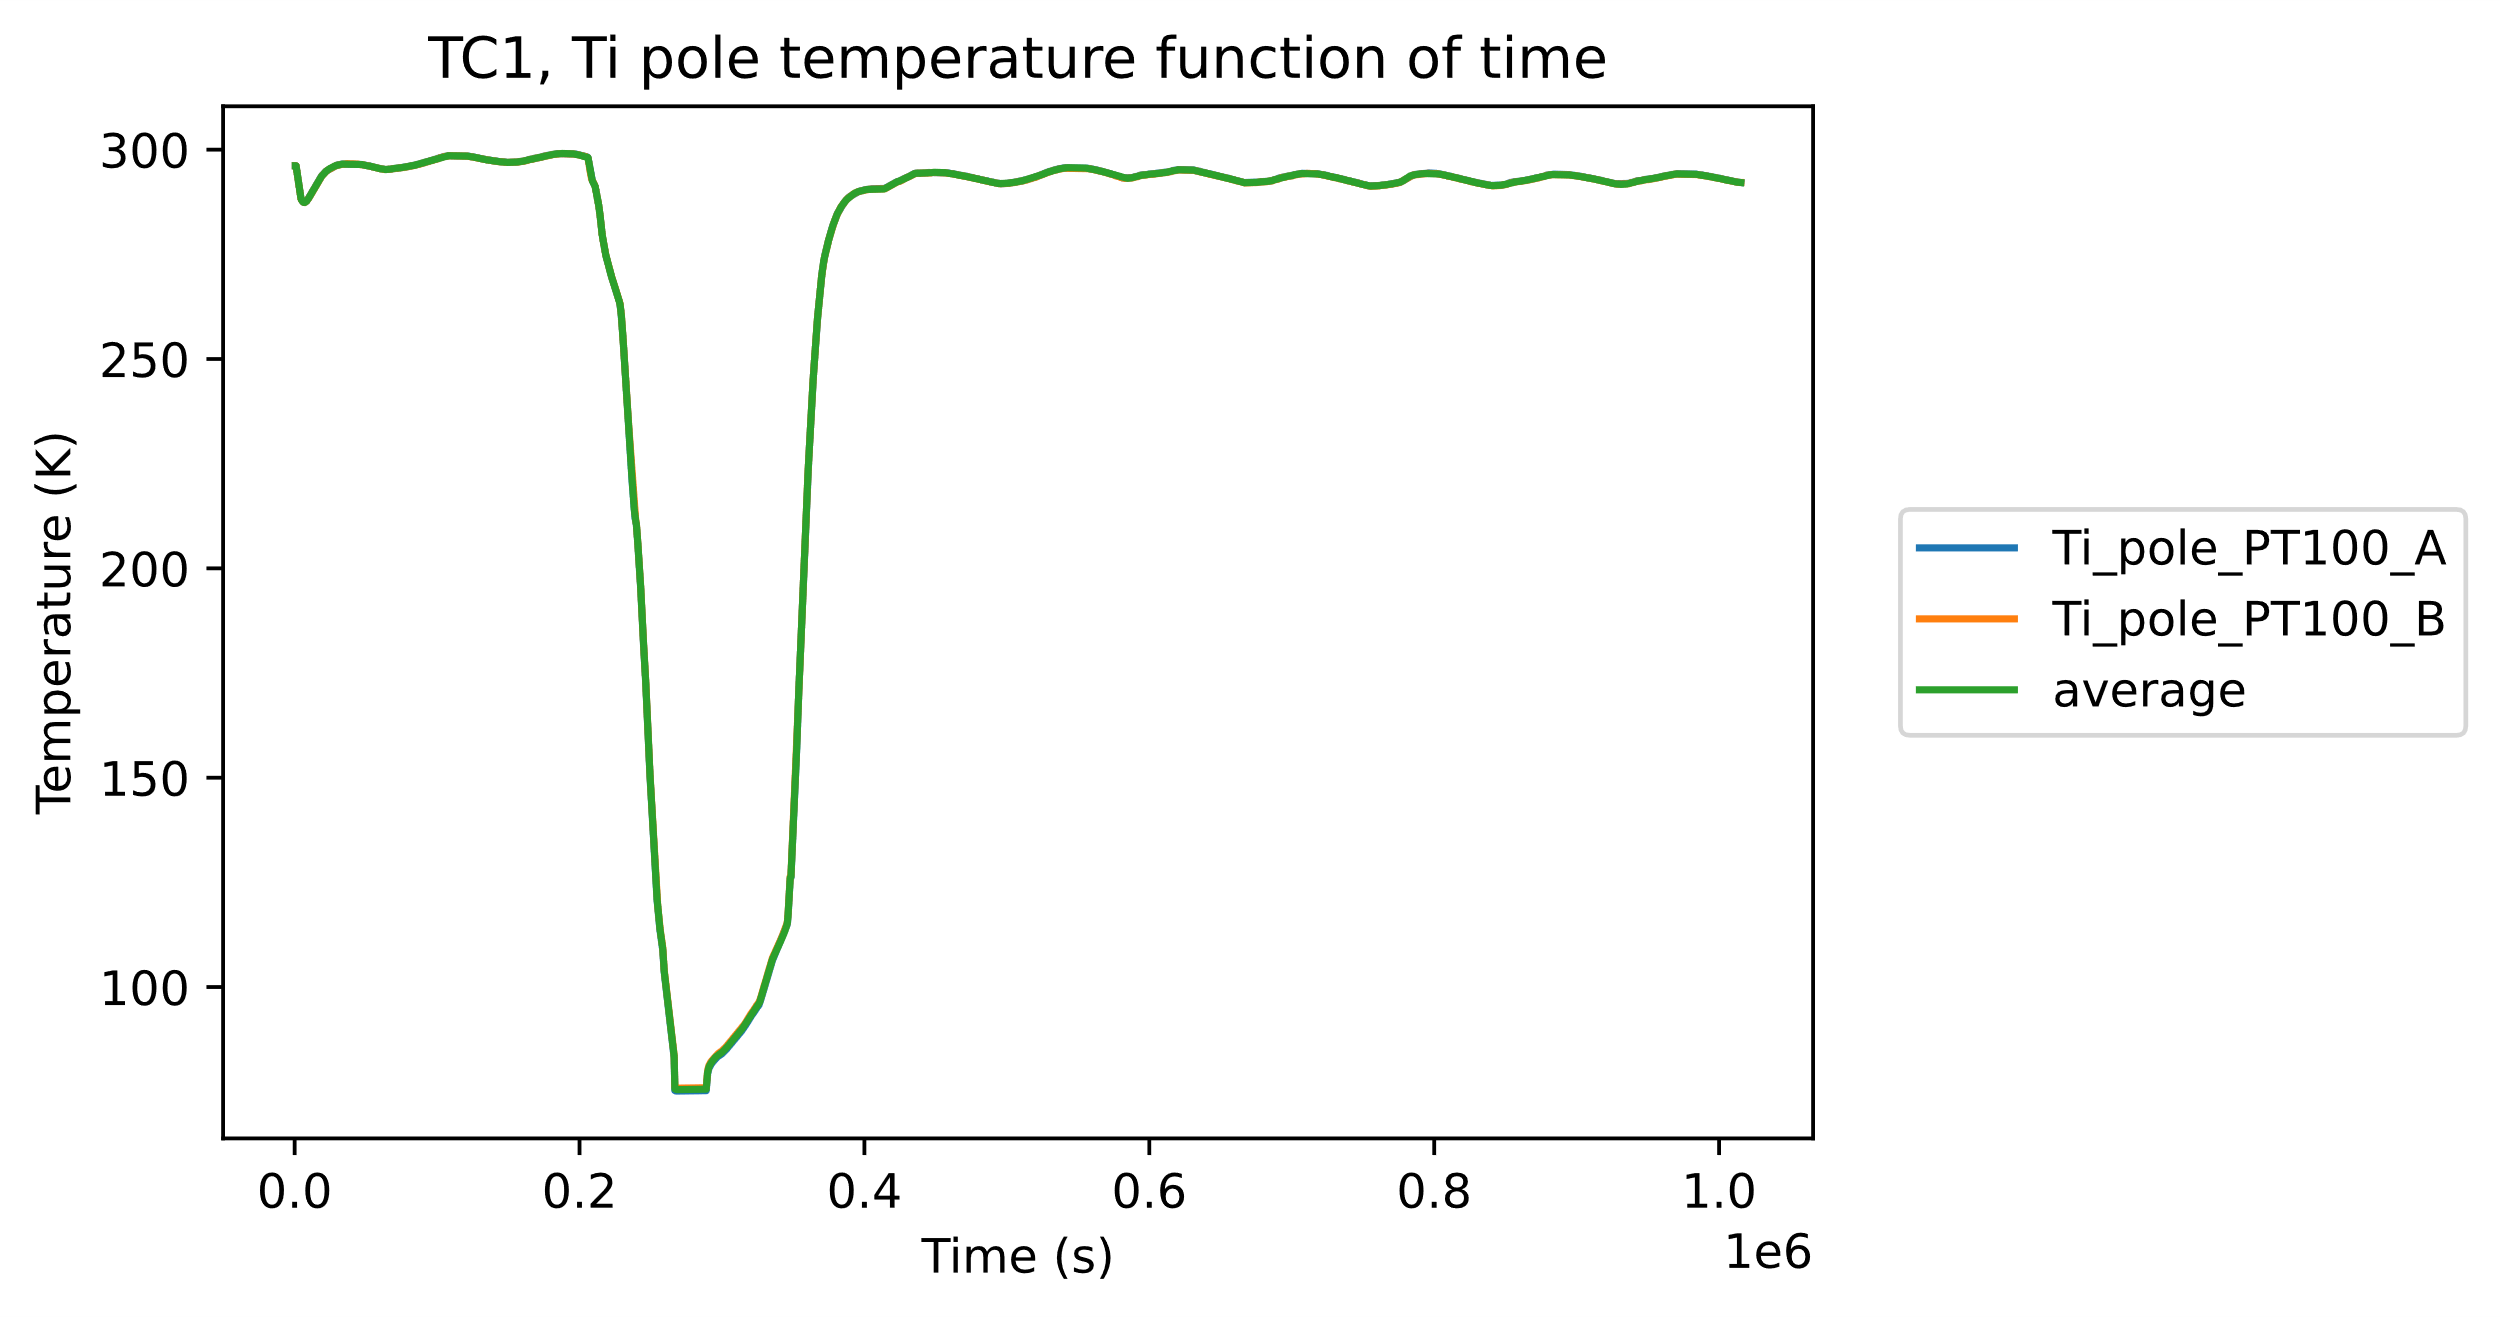 TC1, Ti pole temperature function of time
Temperature (K)
300
250
200
150
100
0.0 0.2 0.4 0.6 0.8 1.0
1e6
Time (s)
Ti_pole_PT100_A
Ti_pole_PT100_B
average